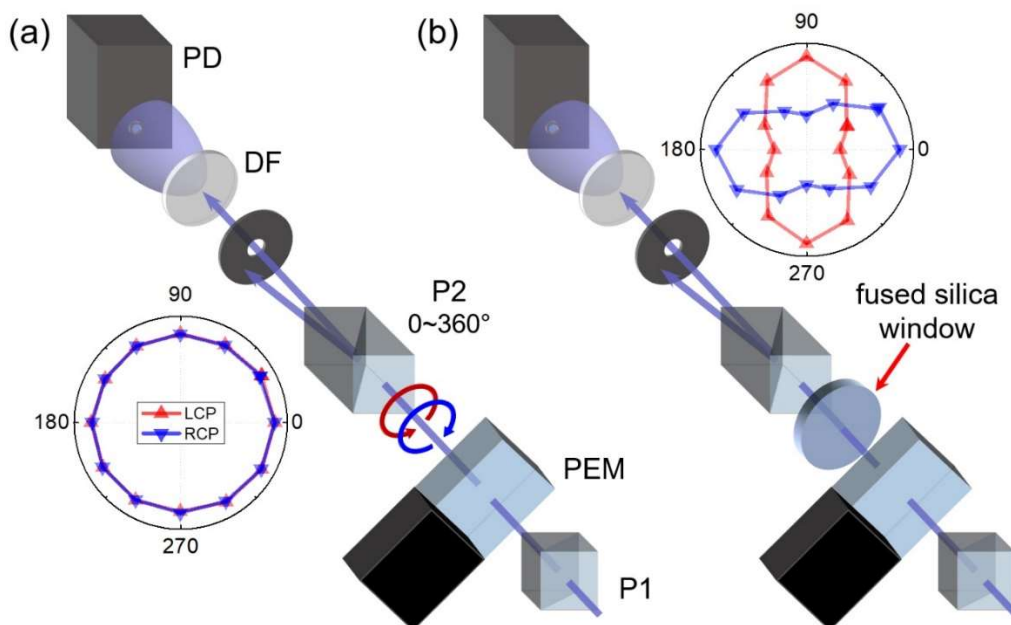 (a)
PD
DF
P2
0~360°
90
180
0
270
LCP
RCP
PEM
P1
(b)
90
180
0
270
fused silica
window